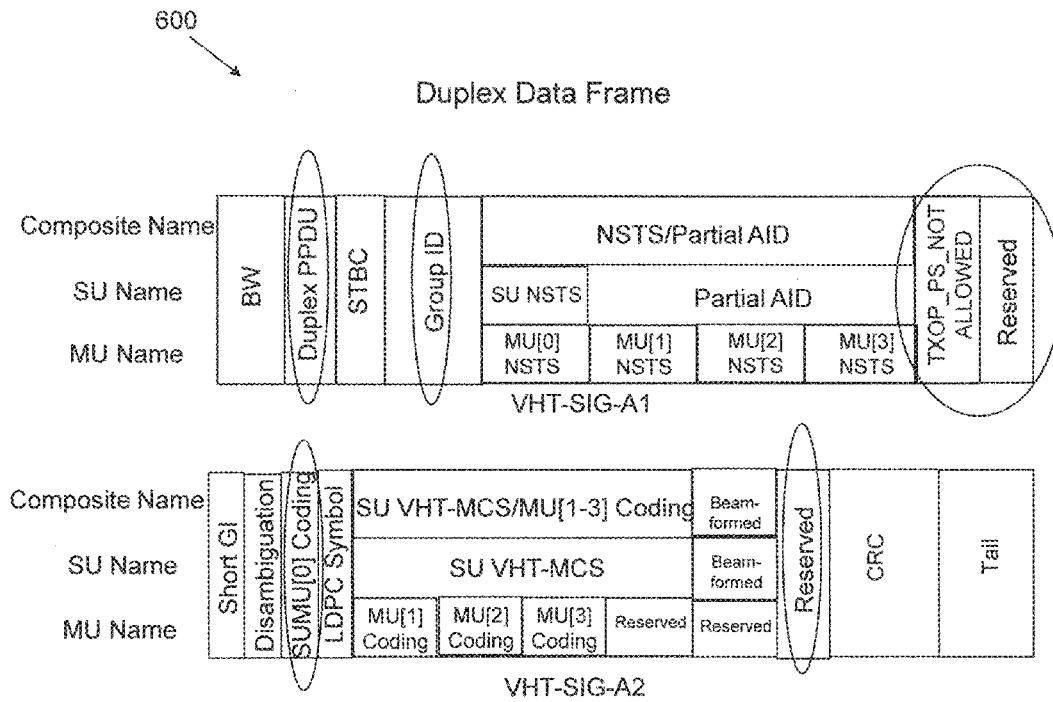 600
Duplex Data Frame
Composite Name
SU Name
MU Name
BW
Duplex PPDU
STBC
Group ID
NSTS/Partial AID
SU NSTS
Partial AID
MU[0]
NSTS
MU[1]
NSTS
MU[2]
NSTS
MU[3]
NSTS
TXOP_PS_NOT
ALLOWED
Reserved
VHT-SIG-A1
Composite Name
SU Name
MU Name
Short GI
Disambiguation
SUMU[0] Coding
LDPC Symbol
SU VHT-MCS/MU[1-3] Coding
SU VHT-MCS
MU[1]
Coding
MU[2]
Coding
MU[3]
Coding
Reserved
Beam-
formed
Beam-
formed
Reserved
Reserved
CRC
Tail
VHT-SIG-A2